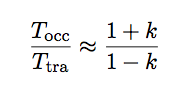 T_occ / T_tra ≈ (1 + k) / (1 − k)